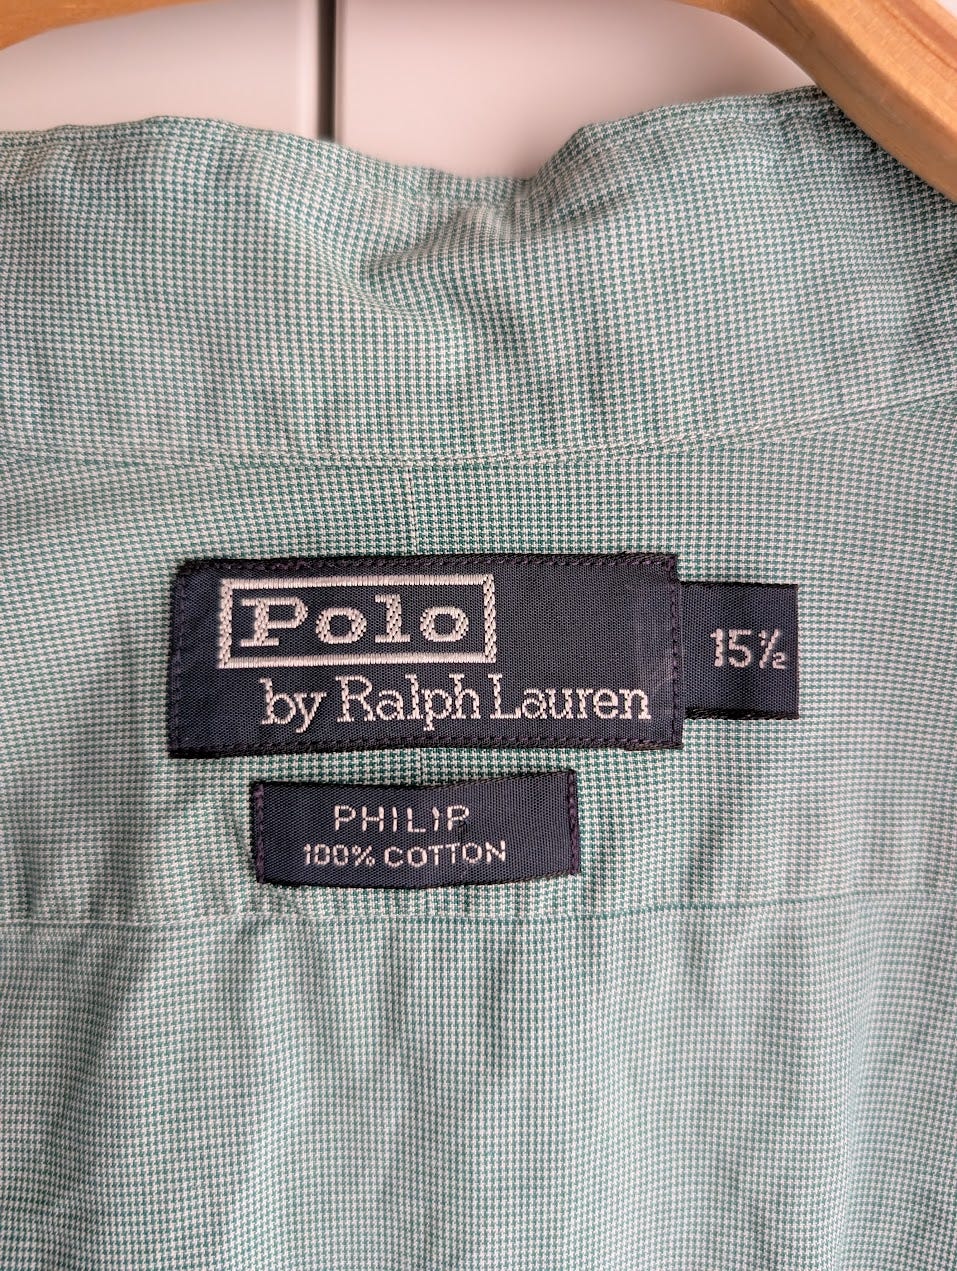 Polo
by Ralph Lauren
15½
PHILIP
100% COTTON